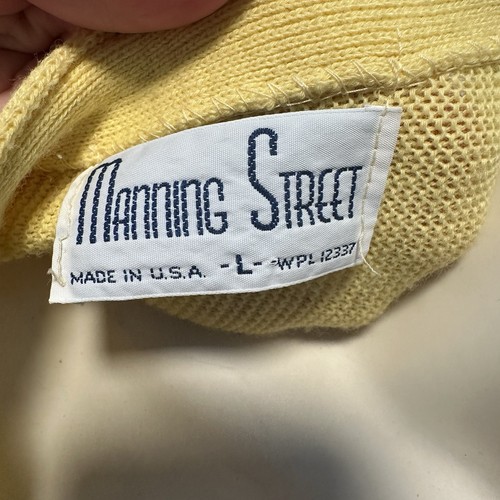 MANNING STREET
MADE IN U.S.A. -L- WPL 12337